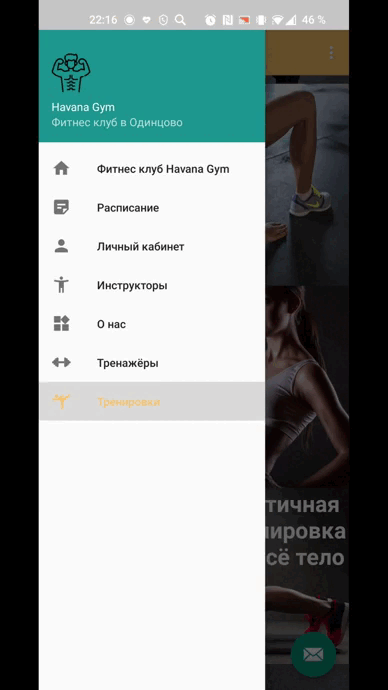 22:16 46 %
Havana Gym
Фитнес клуб в Одинцово
Фитнес клуб Havana Gym
Расписание
Личный кабинет
Инструкторы
О нас
Тренажёры
Тренировки
тичная
ировка
сё тело